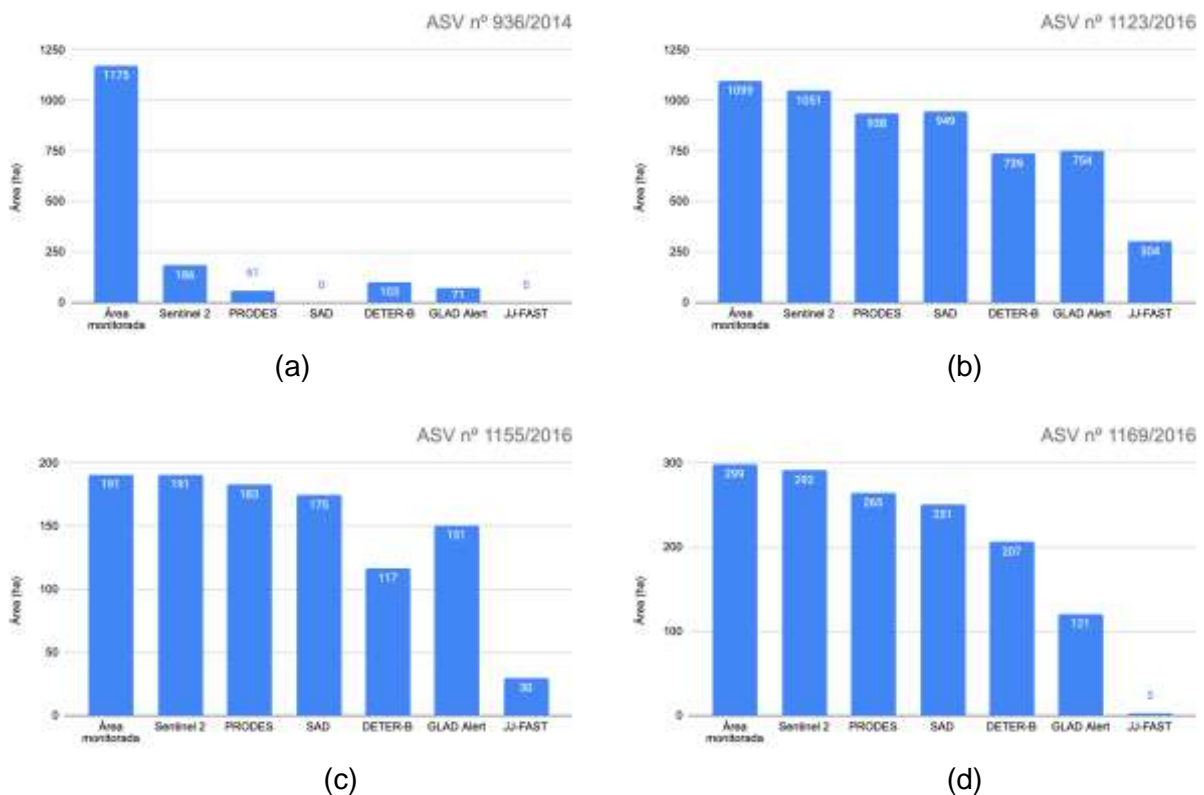 ASV nº 936/2014
Área (ha)
1250
1000
750
500
250
0
1175
186
61
0
103
71
0
Área monitorada
Sentinel 2
PRODES
SAD
DETER-B
GLAD Alert
JJ-FAST
(a)
ASV nº 1123/2016
Área (ha)
1250
1000
750
500
250
0
1099
1051
938
949
739
754
304
Área monitorada
Sentinel 2
PRODES
SAD
DETER-B
GLAD Alert
JJ-FAST
(b)
ASV nº 1155/2016
Área (ha)
200
150
100
50
0
191
191
183
175
117
151
30
Área monitorada
Sentinel 2
PRODES
SAD
DETER-B
GLAD Alert
JJ-FAST
(c)
ASV nº 1169/2016
Área (ha)
300
200
100
0
299
265
251
207
121
Área monitorada
Sentinel 2
PRODES
SAD
DETER-B
GLAD Alert
JJ-FAST
(d)